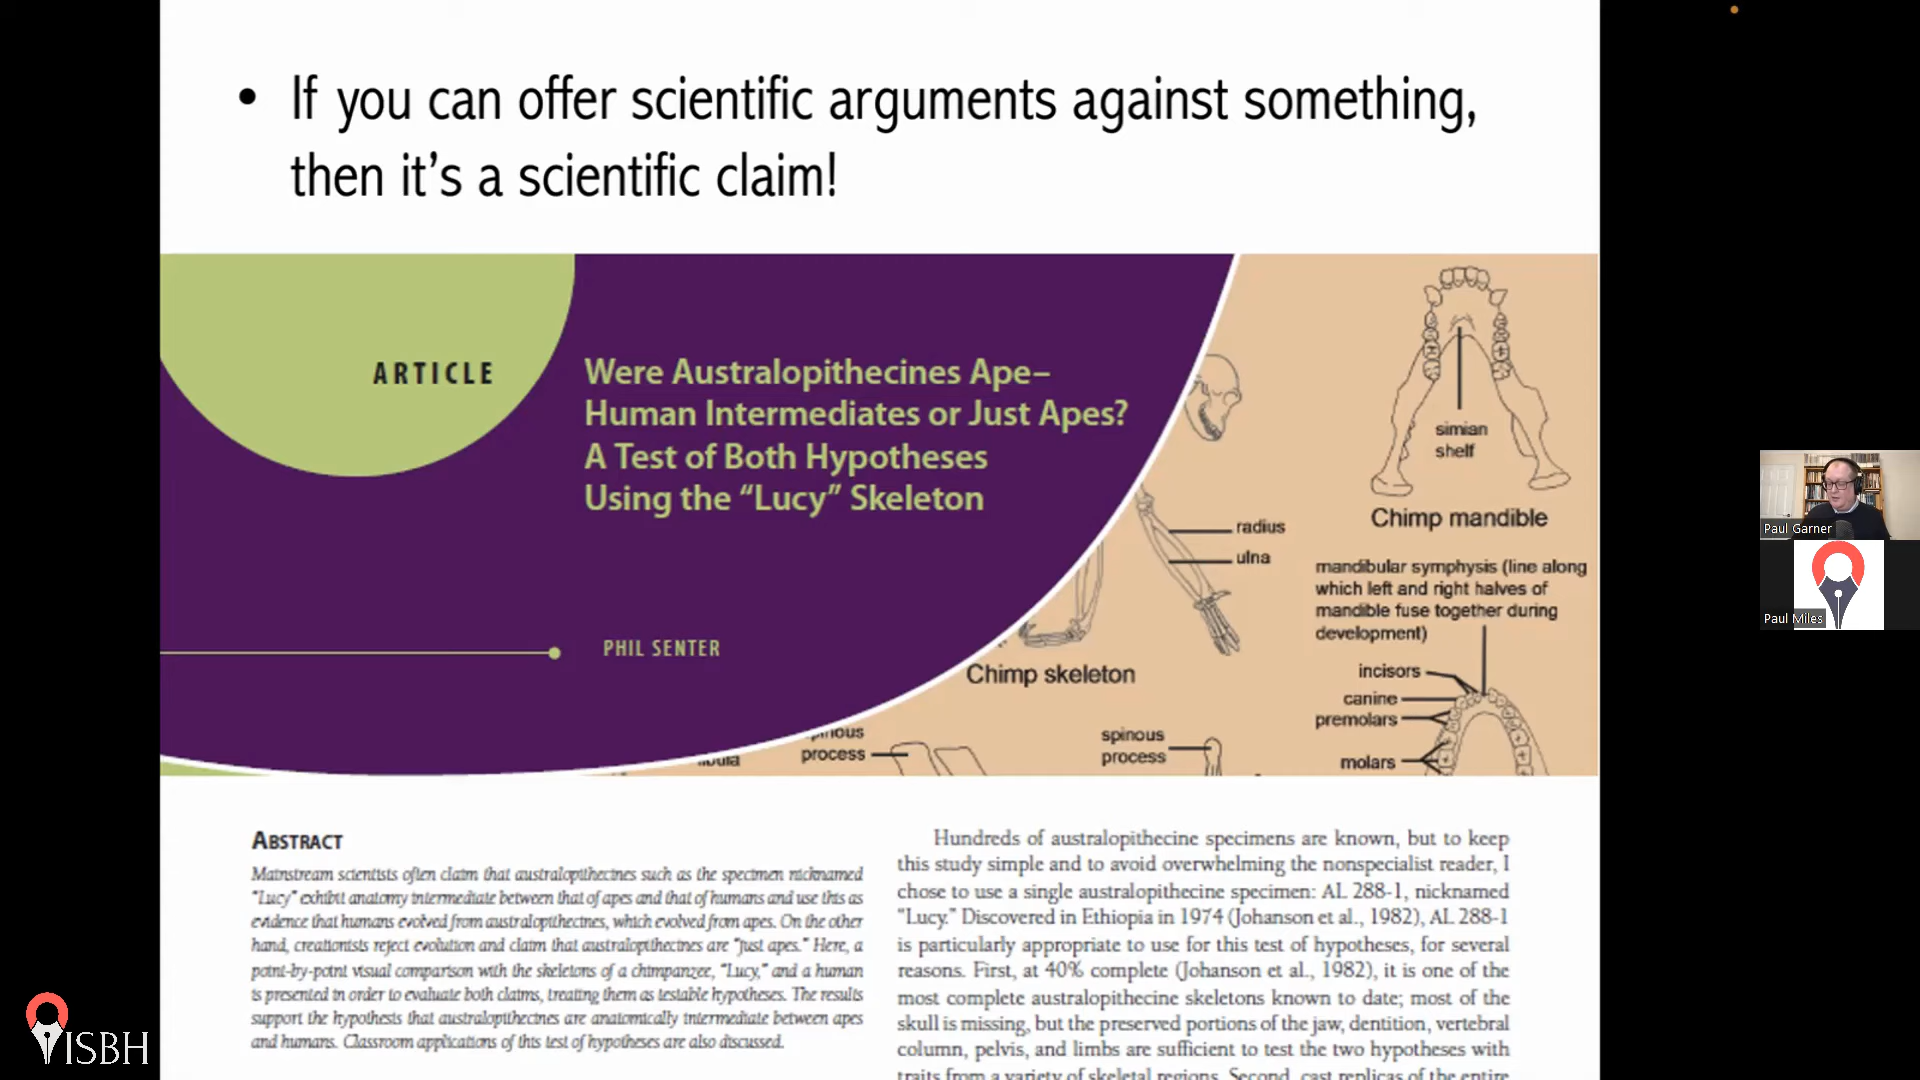 • If you can offer scientific arguments against something,
then it's a scientific claim!
ARTICLE
Were Australopithecines Ape–
Human Intermediates or Just Apes?
A Test of Both Hypotheses
Using the “Lucy” Skeleton
PHIL SENTER
simian
shelf
Chimp mandible
radius
ulna
mandibular symphysis (line along
which left and right halves of
mandible fuse together during
development)
Chimp skeleton
incisors
canine
premolars
molars
spinous
process
process
ABSTRACT
Mainstream scientists often claim that australopithecines such as the specimen nicknamed
“Lucy” exhibit anatomy intermediate between that of apes and that of humans and use this as
evidence that humans evolved from australopithecines, which evolved from apes. On the other
hand, creationists reject evolution and claim that australopithecines are “just apes.” Here, a
point-by-point visual comparison with the skeletons of a chimpanzee, “Lucy,” and a human
is presented in order to evaluate both claims, treating them as testable hypotheses. The results
support the hypothesis that australopithecines are anatomically intermediate between apes
and humans. Classroom applications of this test of hypotheses are also discussed.
Hundreds of australopithecine specimens are known, but to keep
this study simple and to avoid overwhelming the nonspecialist reader, I
chose to use a single australopithecine specimen: AL 288-1, nicknamed
“Lucy.” Discovered in Ethiopia in 1974 (Johanson et al., 1982), AL 288-1
is particularly appropriate to use for this test of hypotheses, for several
reasons. First, at 40% complete (Johanson et al., 1982), it is one of the
most complete australopithecine skeletons known to date; most of the
skull is missing, but the preserved portions of the jaw, dentition, vertebral
column, pelvis, and limbs are sufficient to test the two hypotheses with
traits from a variety of skeletal regions. Second, cast replicas of the entire
Paul Garner
Paul Miles
ISBH